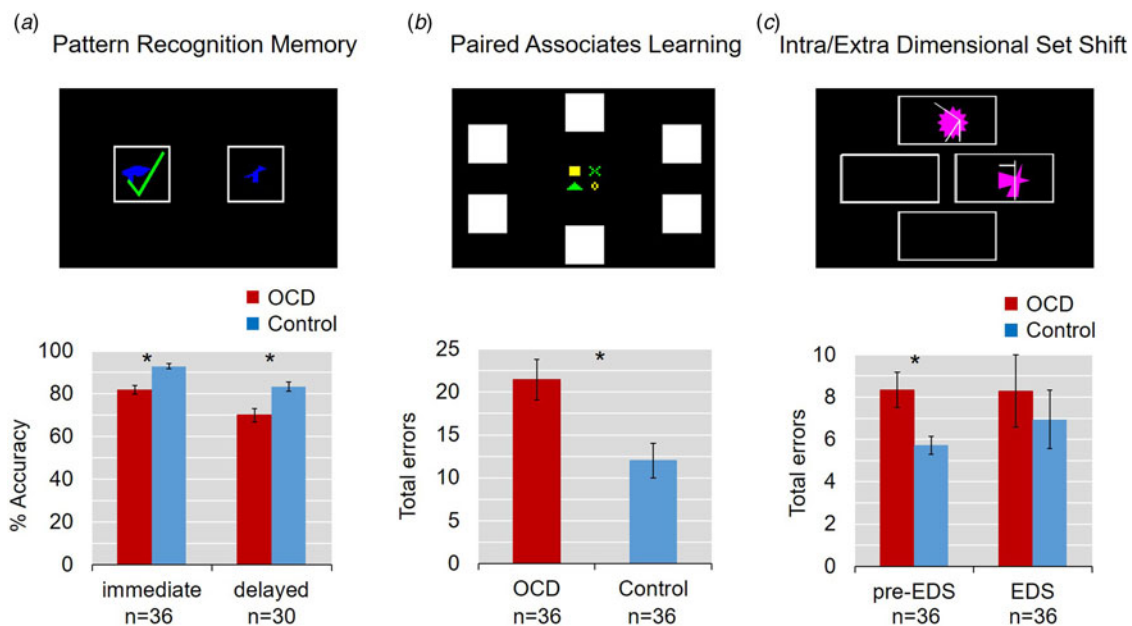 (a)
Pattern Recognition Memory
OCD
Control
% Accuracy
100
80
60
40
20
0
*
*
immediate
n=36
delayed
n=30
(b)
Paired Associates Learning
Total errors
25
20
15
10
5
0
*
OCD
n=36
Control
n=36
(c)
Intra/Extra Dimensional Set Shift
OCD
Control
Total errors
10
8
6
4
2
0
*
pre-EDS
n=36
EDS
n=36